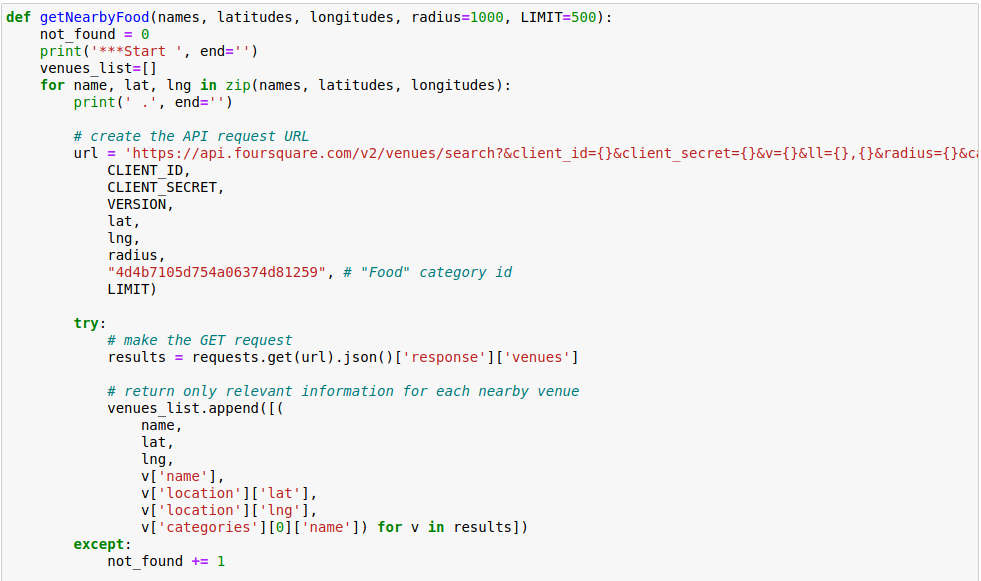 def getNearbyFood(names, latitudes, longitudes, radius=1000, LIMIT=500):
    not_found = 0
    print('***Start ', end='')
    venues_list=[]
    for name, lat, lng in zip(names, latitudes, longitudes):
        print(' .', end='')

        # create the API request URL
        url = 'https://api.foursquare.com/v2/venues/search?&client_id={}&client_secret={}&v={}&ll={},{}&radius={}&ca
            CLIENT_ID,
            CLIENT_SECRET,
            VERSION,
            lat,
            lng,
            radius,
            "4d4b7105d754a06374d81259", # "Food" category id
            LIMIT)

        try:
            # make the GET request
            results = requests.get(url).json()['response']['venues']

            # return only relevant information for each nearby venue
            venues_list.append([(
                name,
                lat,
                lng,
                v['name'],
                v['location']['lat'],
                v['location']['lng'],
                v['categories'][0]['name']) for v in results])
        except:
            not_found += 1